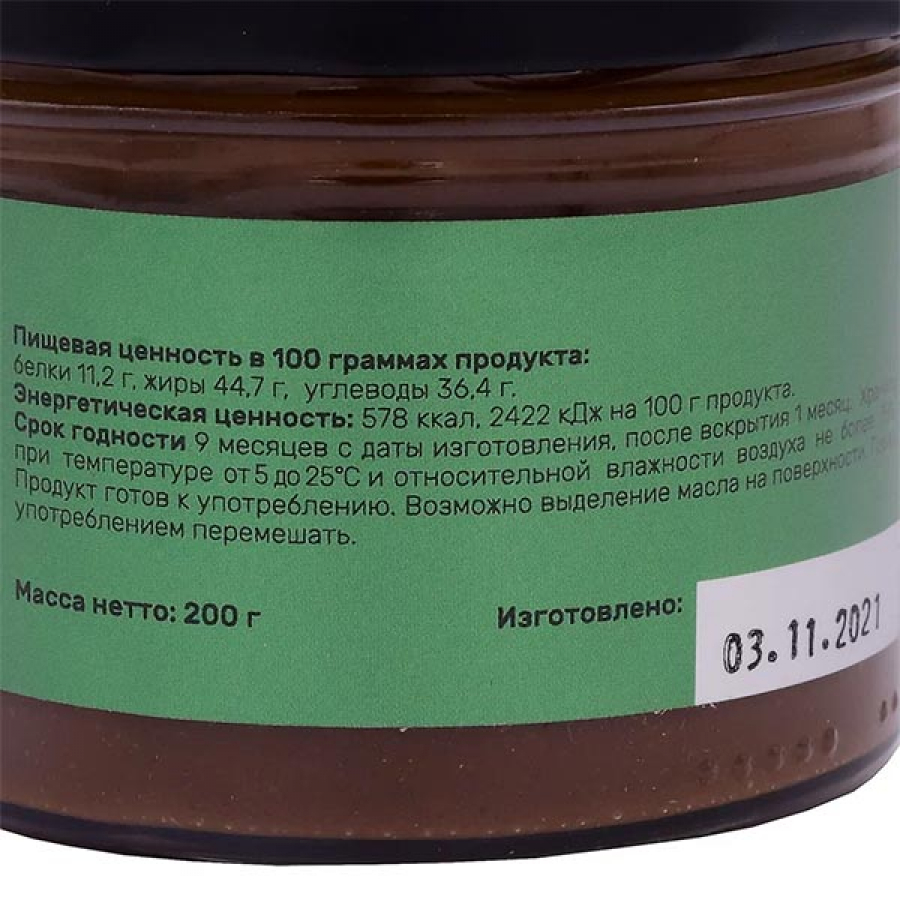 Пищевая ценность в 100 граммах продукта:
белки 11,2 г, жиры 44,7 г, углеводы 36,4 г.
Энергетическая ценность: 578 ккал, 2422 кДж на 100 г продукта.
Срок годности 9 месяцев с даты изготовления, после вскрытия 1 месяц.
при температуре от 5 до 25°С и относительной влажности воздуха не более
Продукт готов к употреблению. Возможно выделение масла на поверхности.
употреблением перемешать.
Масса нетто: 200 г
Изготовлено:
03.11.2021